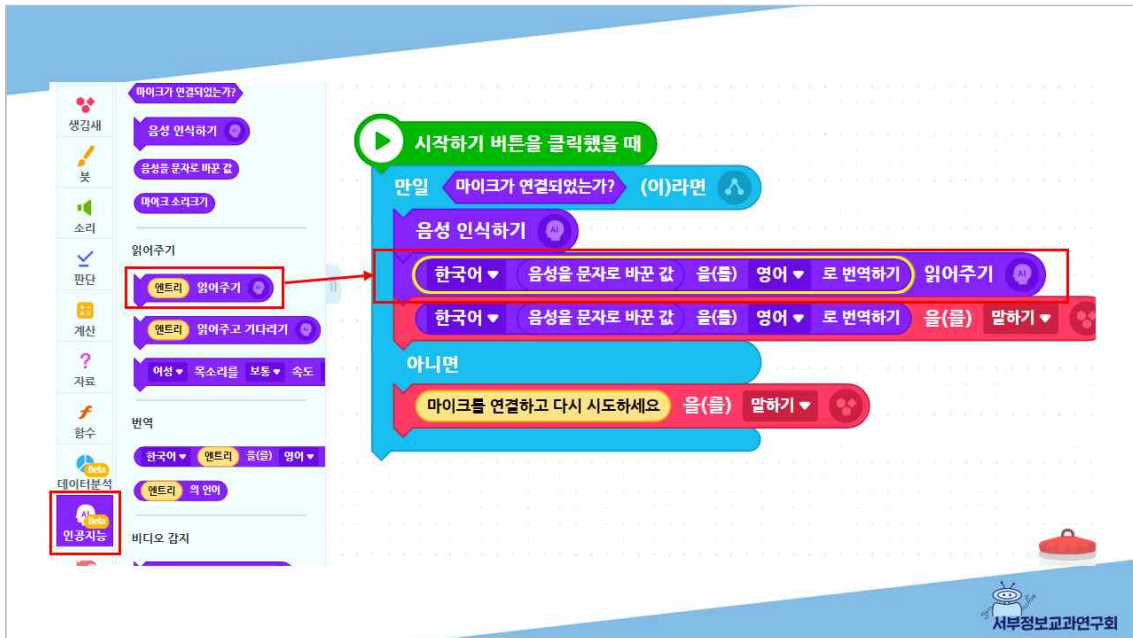 생김새
붓
소리
판단
계산
자료
함수
Beta
데이터분석
AI
Beta
인공지능
마이크가 연결되었는가?
음성 인식하기 AI
음성을 문자로 바꾼 값
마이크 소리크기
읽어주기
엔트리 읽어주기 AI
엔트리 읽어주고 기다리기 AI
여성 목소리를 보통 속도
번역
한국어 엔트리 을(를) 영어
엔트리 의 언어
비디오 감지
시작하기 버튼을 클릭했을 때
만일 마이크가 연결되었는가? (이)라면
음성 인식하기 AI
한국어 음성을 문자로 바꾼 값 을(를) 영어 로 번역하기 읽어주기 AI
한국어 음성을 문자로 바꾼 값 을(를) 영어 로 번역하기 을(를) 말하기
아니면
마이크를 연결하고 다시 시도하세요 을(를) 말하기
서부정보교과연구회